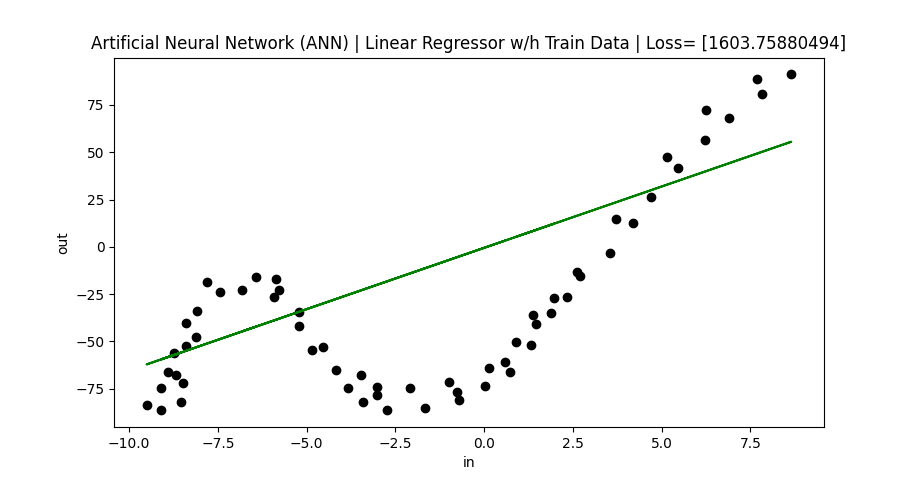 Artificial Neural Network (ANN) | Linear Regressor w/h Train Data | Loss= [1603.75880494]
75
50
25
0
−25
−50
−75
out
−10.0 −7.5 −5.0 −2.5 0.0 2.5 5.0 7.5
in